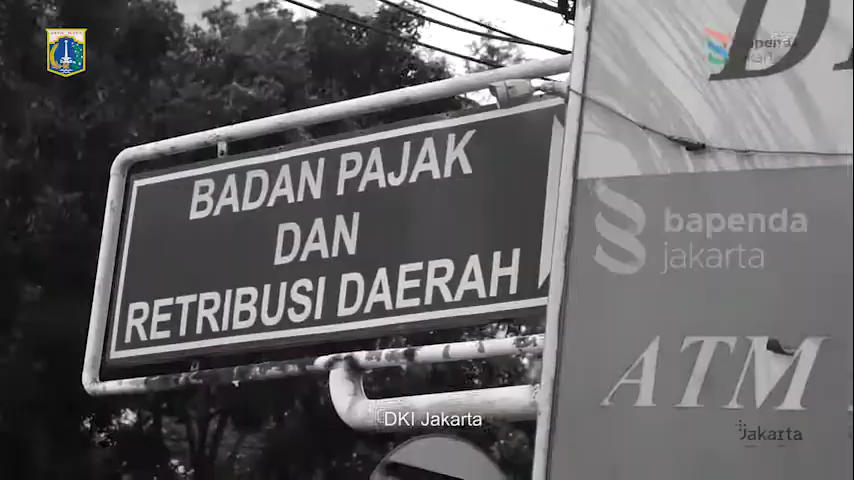 BADAN PAJAK
DAN
RETRIBUSI DAERAH
bapenda
jakarta
ATM
DKI Jakarta
Jakarta